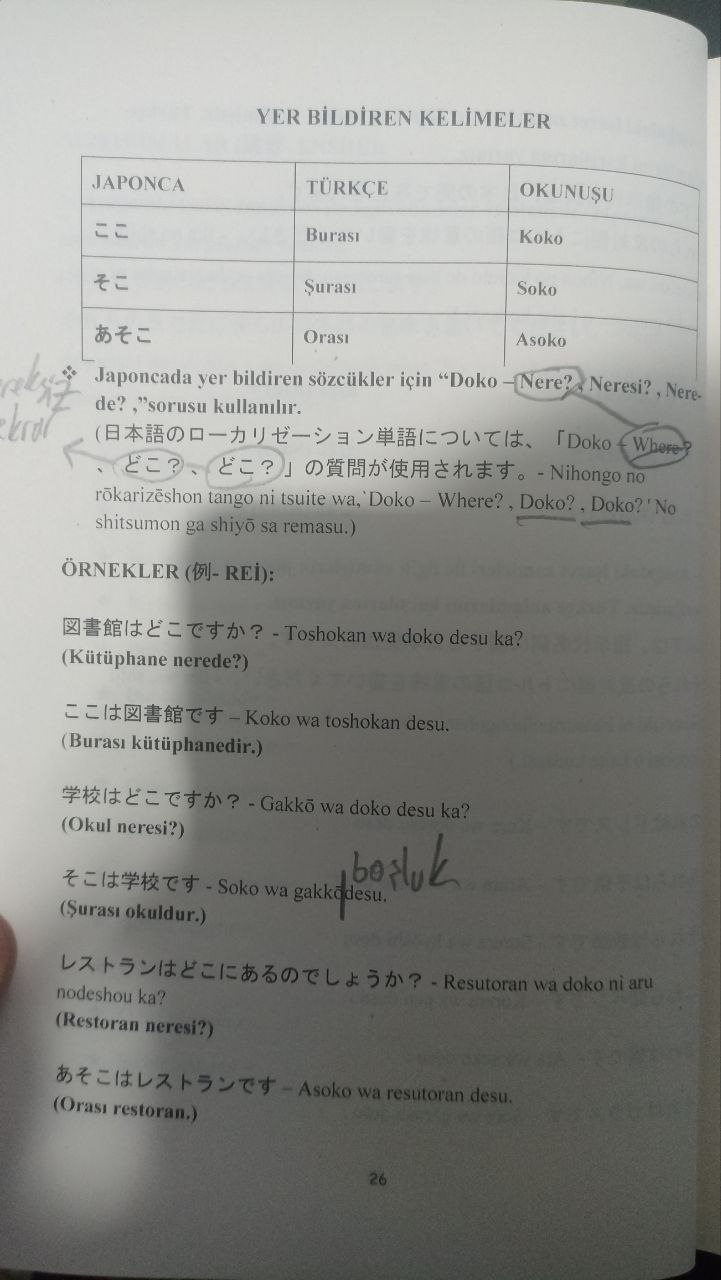 YER BİLDİREN KELİMELER
JAPONCA TÜRKÇE OKUNUŞU
ここ Burası Koko
そこ Şurası Soko
あそこ Orası Asoko
❖ Japoncada yer bildiren sözcükler için “Doko – Nere? , Neresi? , Nere-
de? ,”sorusu kullanılır.
(日本語のローカリゼーション単語については、「Doko – Where?
、どこ？、どこ？」の質問が使用されます。- Nihongo no
rōkarizēshon tango ni tsuite wa,`Doko – Where? , Doko? , Doko? ' No
shitsumon ga shiyō sa remasu.)
ÖRNEKLER (例- REİ):
図書館はどこですか？ - Toshokan wa doko desu ka?
(Kütüphane nerede?)
ここは図書館です – Koko wa toshokan desu.
(Burası kütüphanedir.)
学校はどこですか？ - Gakkō wa doko desu ka?
(Okul neresi?)
boşluk
そこは学校です - Soko wa gakkōdesu.
(Şurası okuldur.)
レストランはどこにあるのでしょうか？ - Resutoran wa doko ni aru
nodeshou ka?
(Restoran neresi?)
あそこはレストランです – Asoko wa resutoran desu.
(Orası restoran.)
26